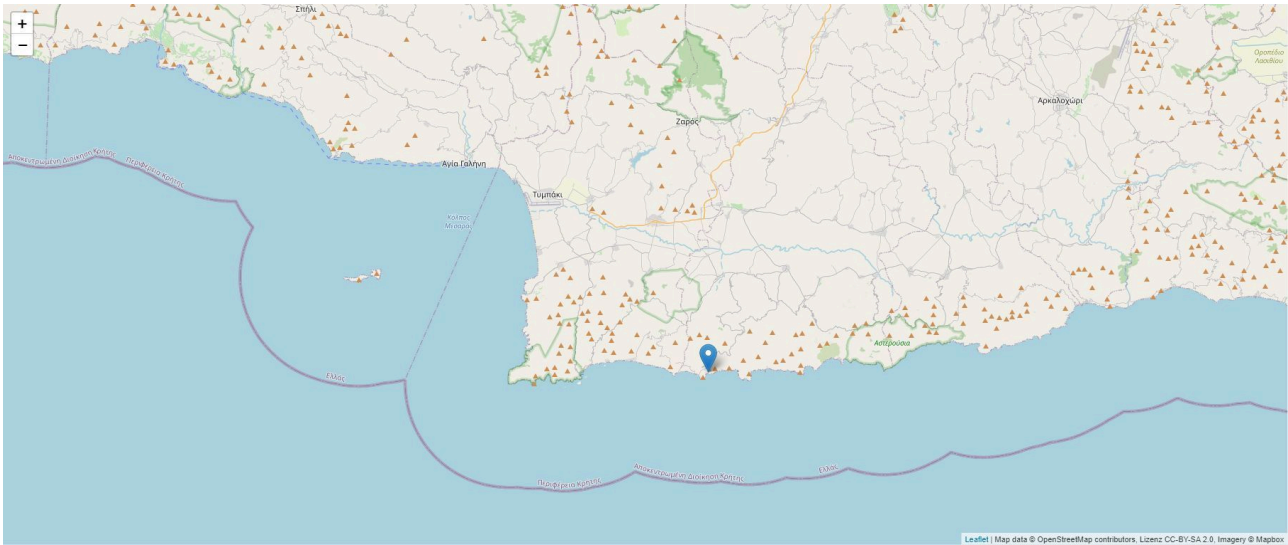 +
−
Σπήλι
Οροπέδιο
Λασιθίου
Αρκαλοχώρι
Ζαρός
Αποκεντρωμένη Διοίκηση Κρήτης
Περιφέρεια Κρήτης
Αγία Γαλήνη
Τυμπάκι
Κόλπος
Μεσαράς
Αστερούσια
Ελλάς
Περιφέρεια Κρήτης
Αποκεντρωμένη Διοίκηση Κρήτης
Ελλάς
Leaflet | Map data © OpenStreetMap contributors, Lizenz CC-BY-SA 2.0, Imagery © Mapbox